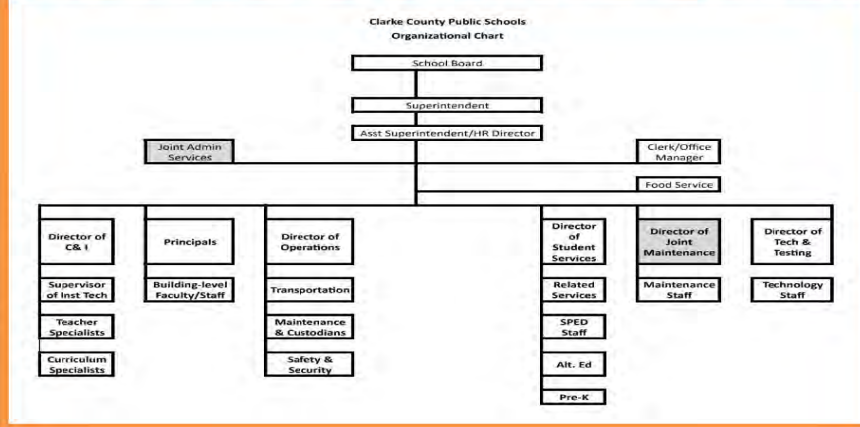 Clarke County Public Schools
Organizational Chart
School Board
Superintendent
Asst Superintendent/HR Director
Joint Admin
Services
Clerk/Office
Manager
Food Service
Director of
C& I
Principals
Director of
Operations
Director
of
Student
Services
Director of
Joint
Maintenance
Director of
Tech &
Testing
Supervisor
of Inst Tech
Building-level
Faculty/Staff
Transportation
Related
Services
Maintenance
Staff
Technology
Staff
Teacher
Specialists
Maintenance
& Custodians
SPED
Staff
Curriculum
Specialists
Safety &
Security
Alt. Ed
Pre-K